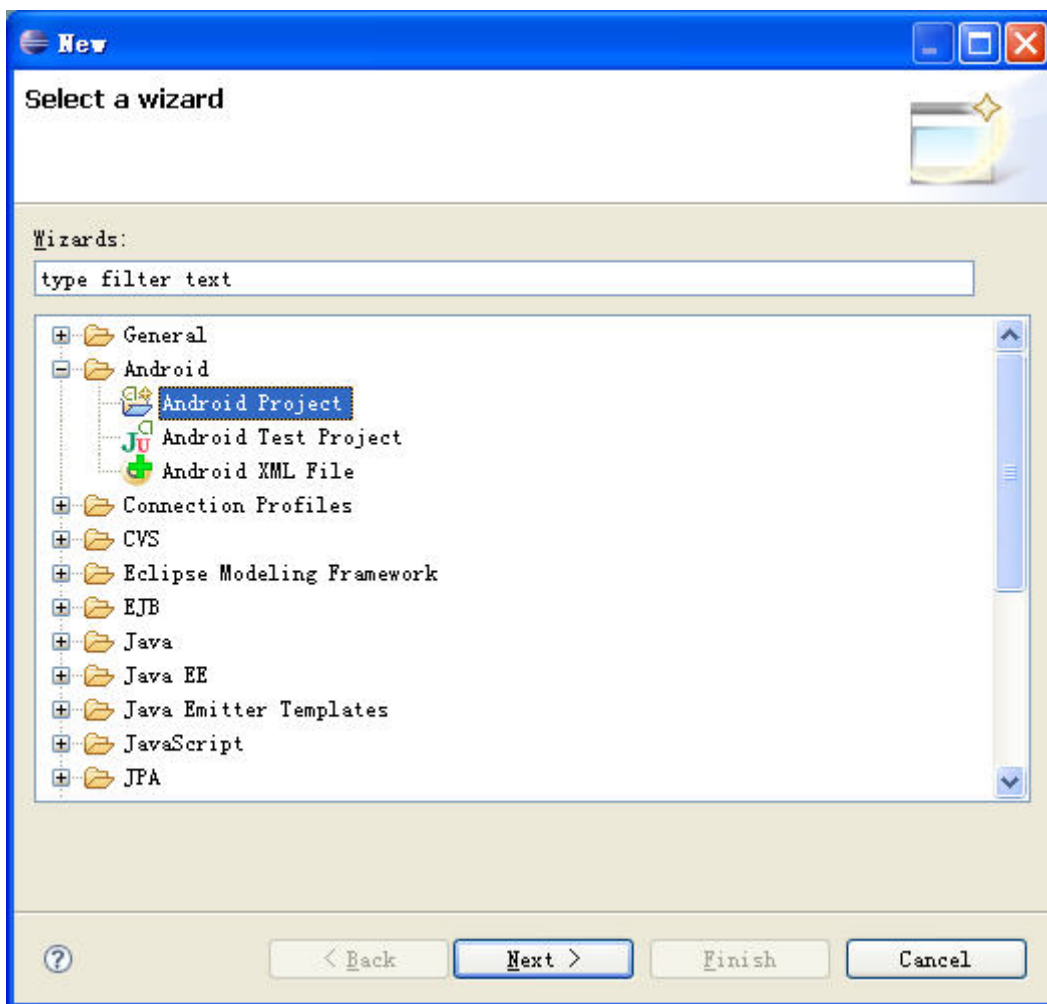 New
Select a wizard
Wizards:
type filter text
General
Android
Android Project
Android Test Project
Android XML File
Connection Profiles
CVS
Eclipse Modeling Framework
EJB
Java
Java EE
Java Emitter Templates
JavaScript
JPA
? < Back Next > Finish Cancel